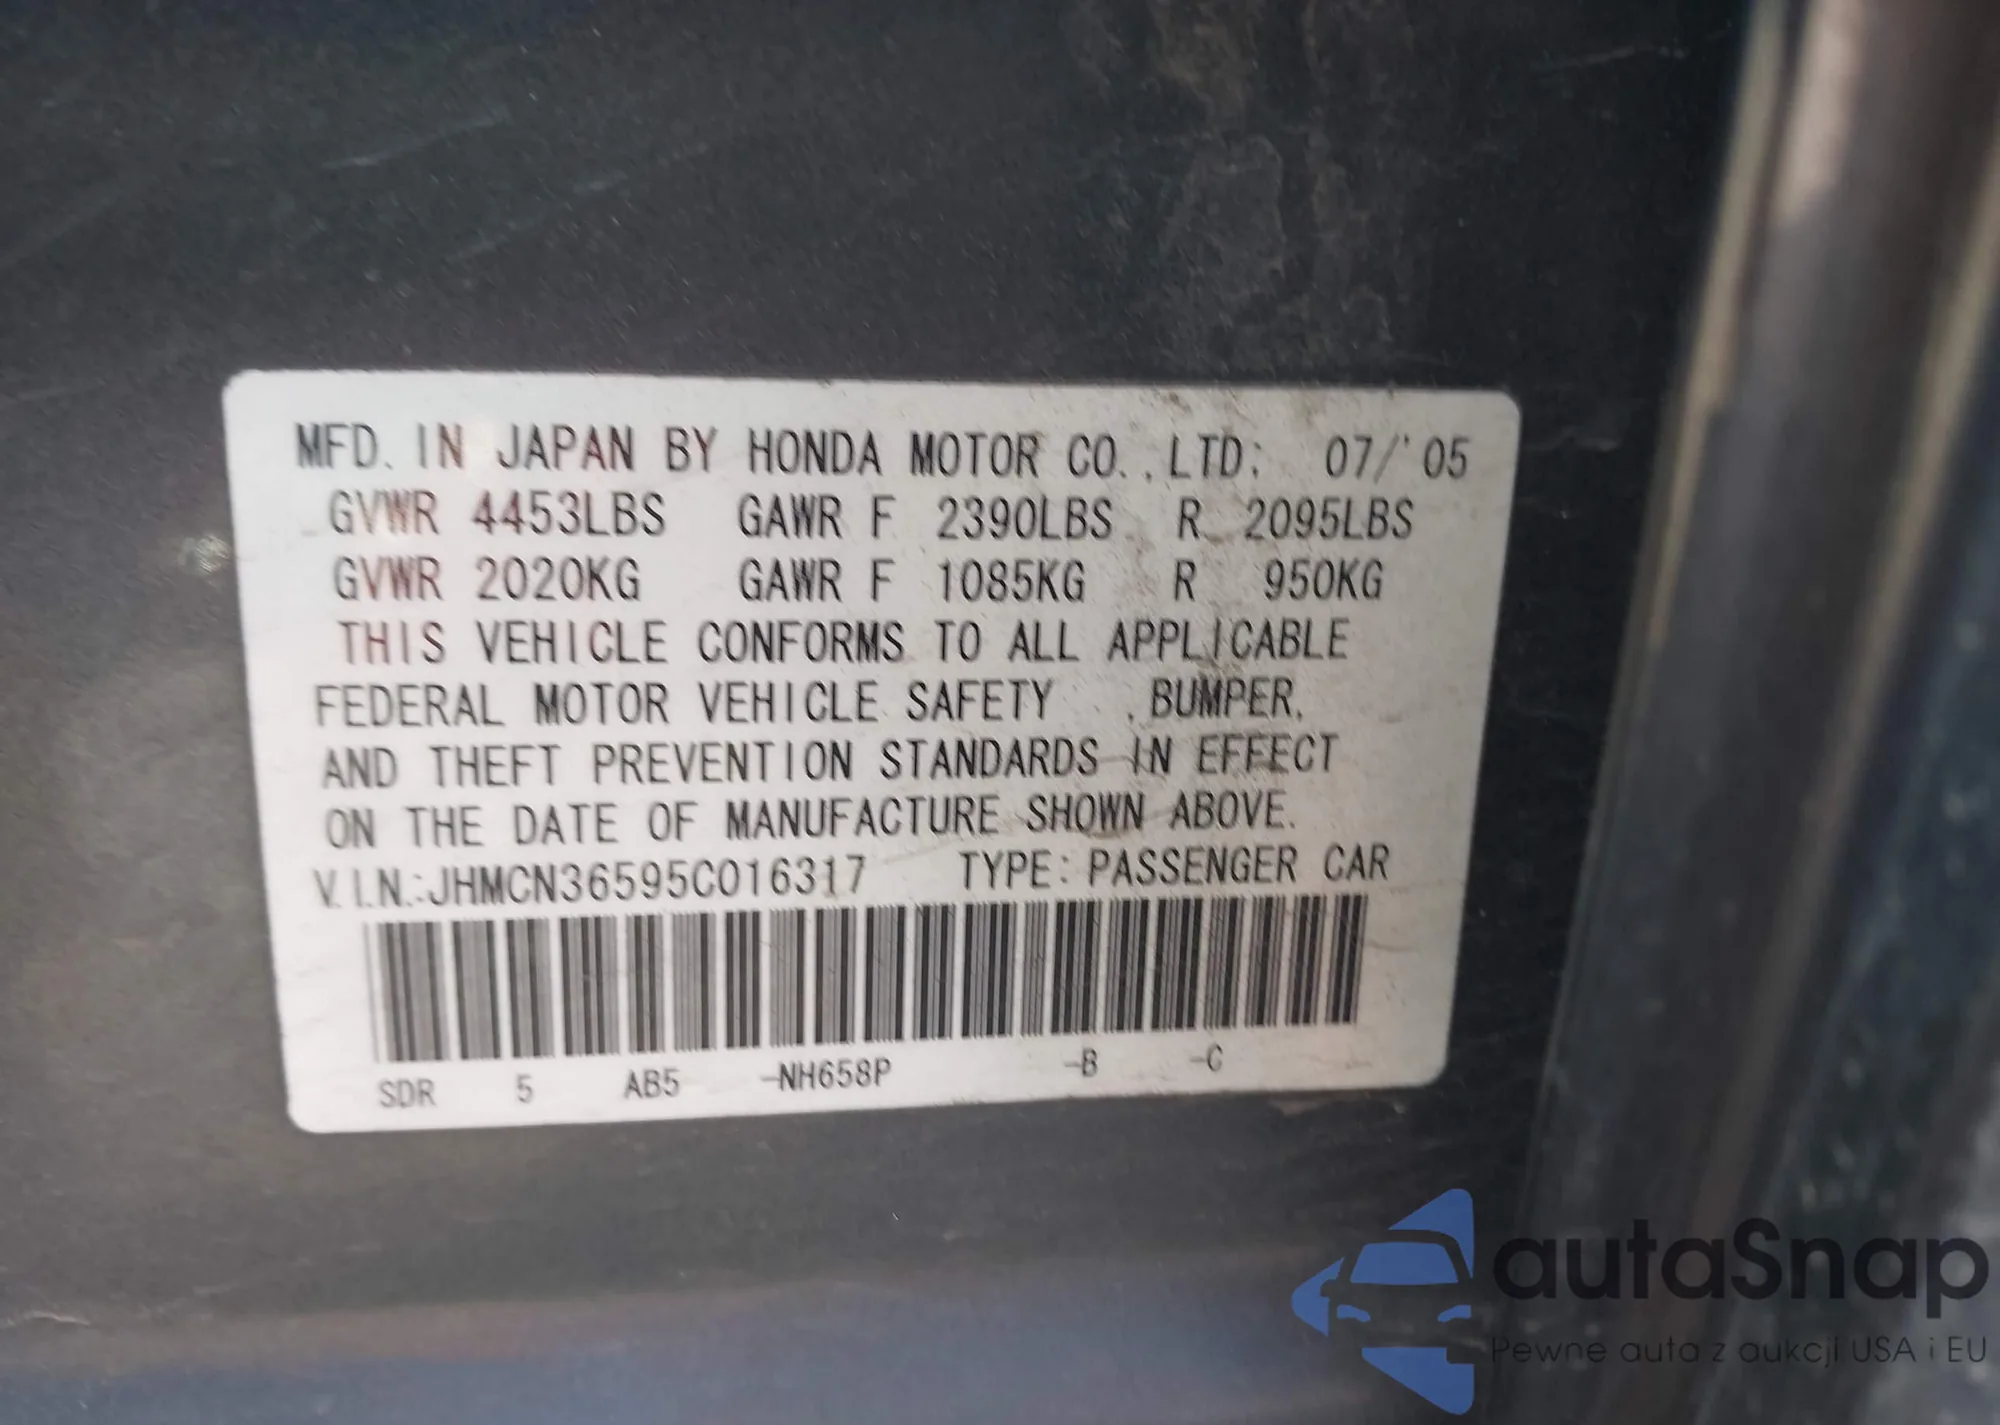 MFD. IN JAPAN BY HONDA MOTOR CO.,LTD: 07/'05
GVWR 4453LBS GAWR F 2390LBS R 2095LBS
GVWR 2020KG GAWR F 1085KG R 950KG
THIS VEHICLE CONFORMS TO ALL APPLICABLE
FEDERAL MOTOR VEHICLE SAFETY , BUMPER,
AND THEFT PREVENTION STANDARDS IN EFFECT
ON THE DATE OF MANUFACTURE SHOWN ABOVE.
V.I.N.:JHMCN36595C016317 TYPE: PASSENGER CAR
SDR 5 AB5 -NH658P -B -C
autaSnap
Pewne auta z aukcji USA i EU